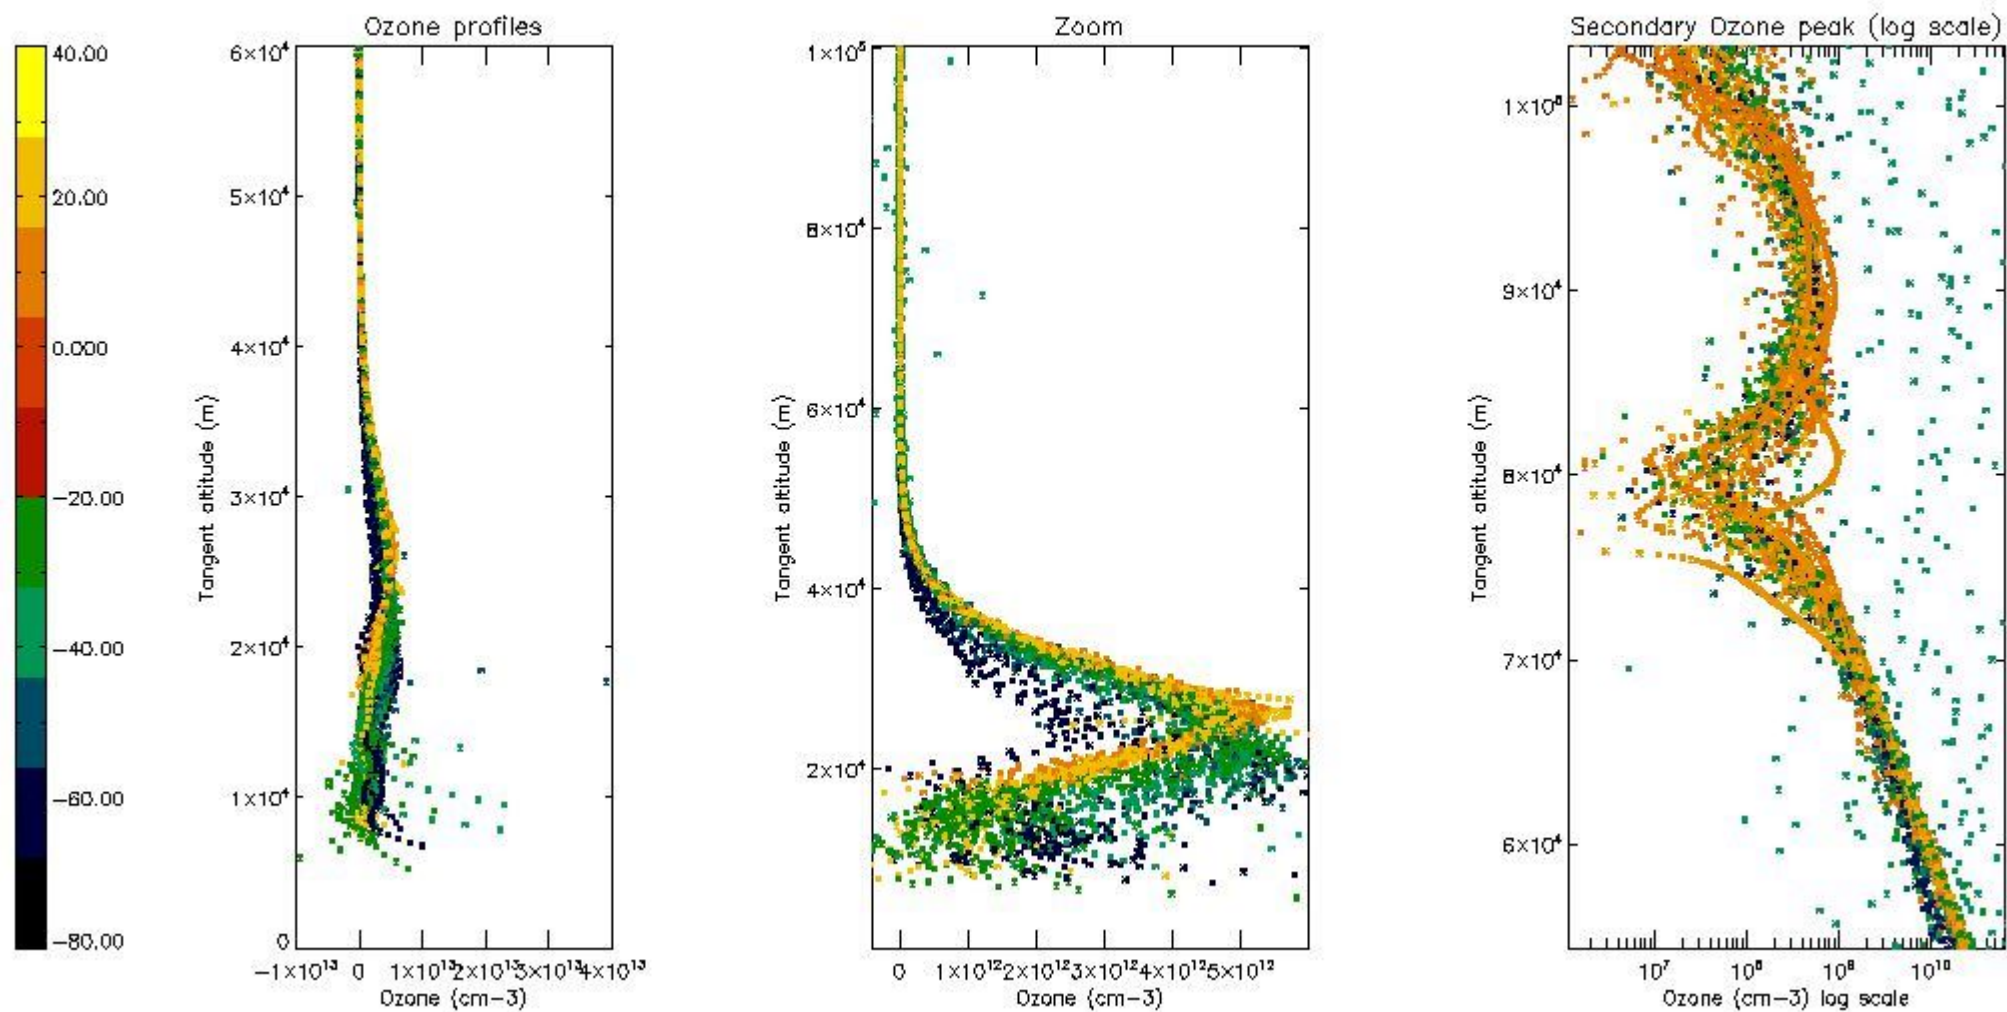 Ozone profiles
Zoom
Secondary Ozone peak (log scale)
40.00
20.00
0.000
−20.00
−40.00
−60.00
−80.00
6×10⁴
5×10⁴
4×10⁴
3×10⁴
2×10⁴
1×10⁴
0
Tangent altitude (m)
−1×10¹³ 0 1×10¹³ 2×10¹³ 3×10¹³ 4×10¹³
Ozone (cm−3)
1×10⁵
8×10⁴
6×10⁴
4×10⁴
2×10⁴
Tangent altitude (m)
0 1×10¹² 2×10¹² 3×10¹² 4×10¹² 5×10¹²
Ozone (cm−3)
1×10⁵
9×10⁴
8×10⁴
7×10⁴
6×10⁴
Tangent altitude (m)
10⁷ 10⁸ 10⁹ 10¹⁰
Ozone (cm−3) log scale